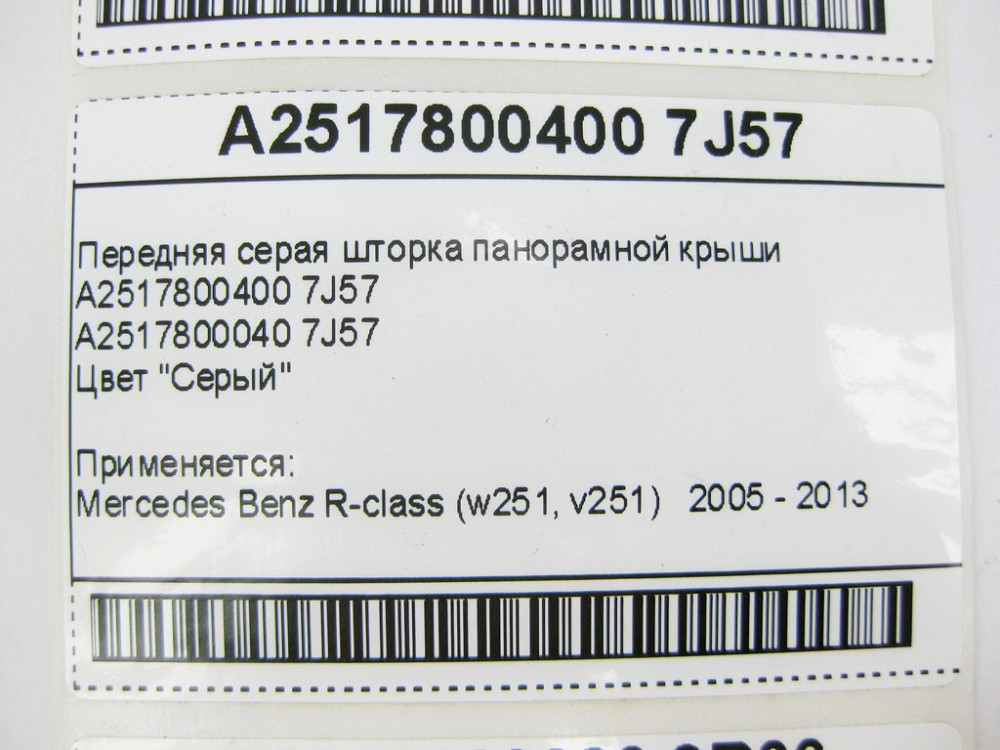 A2517800400 7J57
Передняя серая шторка панорамной крыши
A2517800400 7J57
A2517800040 7J57
Цвет "Серый"
Применяется:
Mercedes Benz R-class (w251, v251) 2005 - 2013